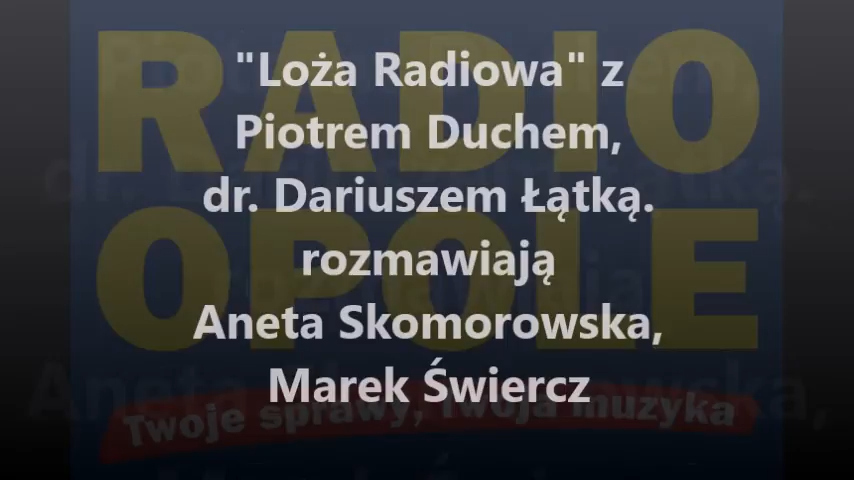 RADIO
OPOLE
Twoje sprawy, Twoja muzyka
"Loża Radiowa" z
Piotrem Duchem,
dr. Dariuszem Łątką.
rozmawiają
Aneta Skomorowska,
Marek Świercz